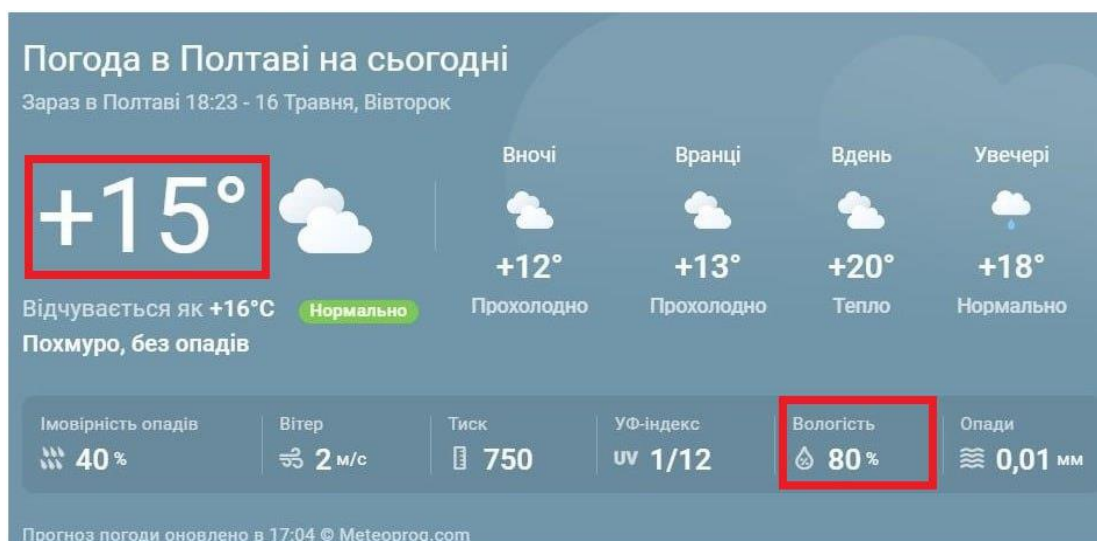 Погода в Полтаві на сьогодні
Зараз в Полтаві 18:23 - 16 Травня, Вівторок
+15°
Відчувається як +16°C Нормально
Похмуро, без опадів
Вночі Вранці Вдень Увечері
+12° +13° +20° +18°
Прохолодно Прохолодно Тепло Нормально
Імовірність опадів Вітер Тиск УФ-індекс Вологість Опади
40 % 2 м/с 750 UV 1/12 80 % 0,01 мм
Прогноз погоди оновлено в 17:04 © Meteoprog.com